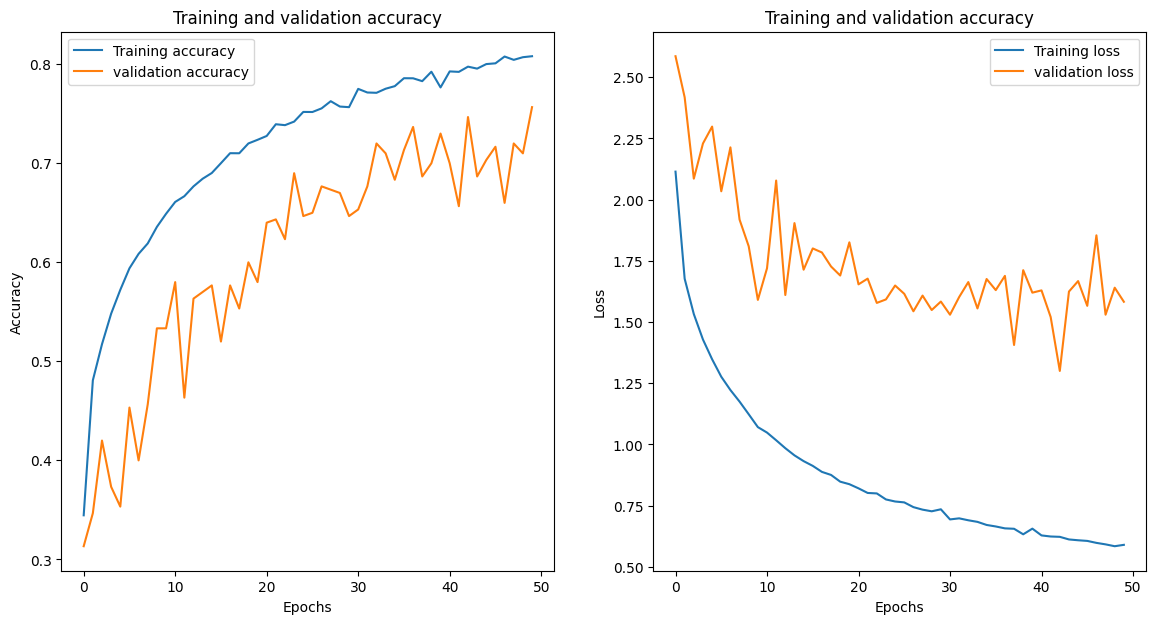 Training and validation accuracy
Training accuracy
validation accuracy
0.8
0.7
0.6
0.5
0.4
0.3
Accuracy
0 10 20 30 40 50
Epochs
Training and validation accuracy
Training loss
validation loss
2.50
2.25
2.00
1.75
1.50
1.25
1.00
0.75
0.50
Loss
0 10 20 30 40 50
Epochs